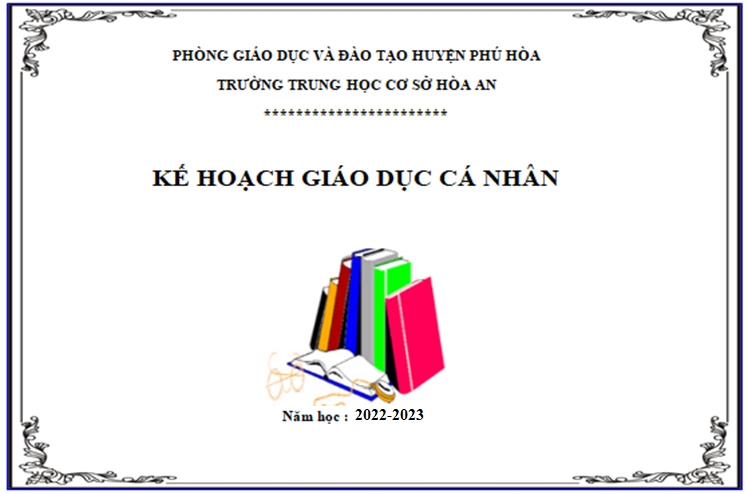 PHÒNG GIÁO DỤC VÀ ĐÀO TẠO HUYỆN PHÚ HÒA
TRƯỜNG TRUNG HỌC CƠ SỞ HÒA AN
***********************
KẾ HOẠCH GIÁO DỤC CÁ NHÂN
Năm học : 2022-2023